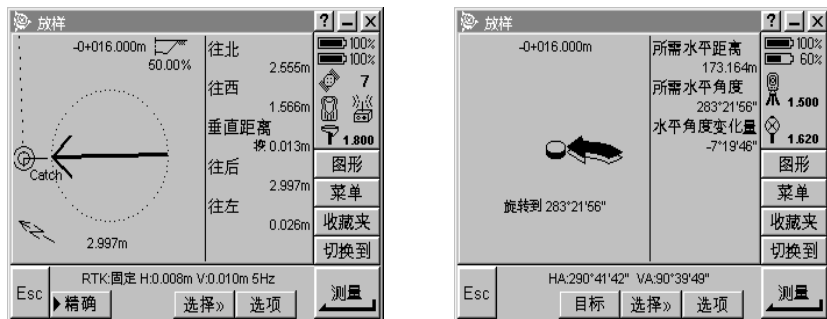 放样
? _ X
-0+016.000m
50.00%
Catch
2.997m
往北
2.555m
往西
1.566m
垂直距离
挖 0.013m
往后
2.997m
往左
0.026m
100%
100%
7
1.800
图形
菜单
收藏夹
切换到
Esc
RTK:固定 H:0.008m V:0.010m 5Hz
精确
选择»
选项
测量
放样
? _ X
-0+016.000m
旋转到 283°21'56"
所需水平距离
173.164m
所需水平角度
283°21'56"
水平角度变化量
-7°19'46"
100%
60%
1.500
1.620
图形
菜单
收藏夹
切换到
Esc
HA:290°41'42" VA:90°39'49"
目标
选择»
选项
测量